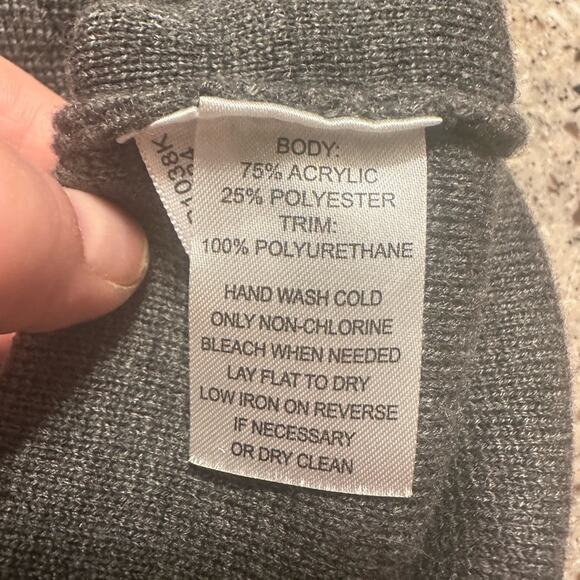 BODY:
75% ACRYLIC
25% POLYESTER
TRIM:
100% POLYURETHANE
HAND WASH COLD
ONLY NON-CHLORINE
BLEACH WHEN NEEDED
LAY FLAT TO DRY
LOW IRON ON REVERSE
IF NECESSARY
OR DRY CLEAN